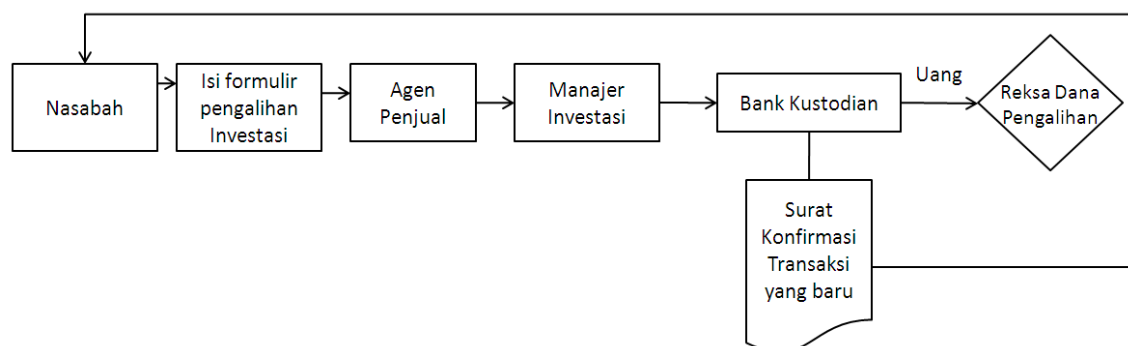 Nasabah
Isi formulir
pengalihan
Investasi
Agen
Penjual
Manajer
Investasi
Bank Kustodian
Uang
Reksa Dana
Pengalihan
Surat
Konfirmasi
Transaksi
yang baru